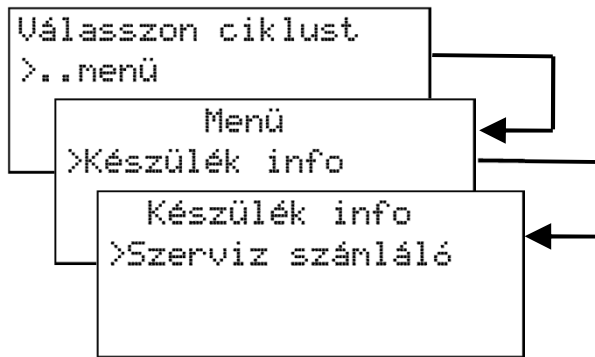 Válasszon ciklust
>..menü
Menü
>Készülék info
Készülék info
>Szerviz számláló